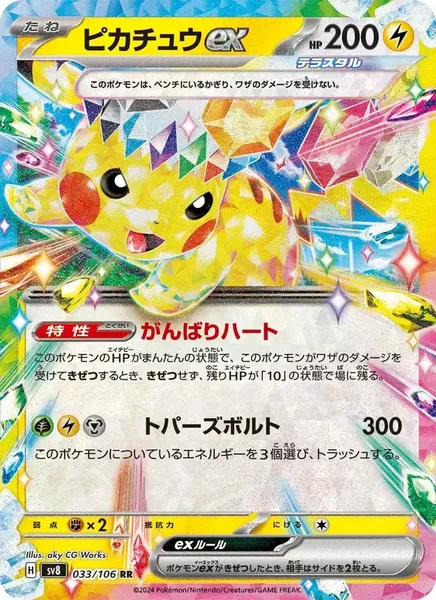 たね ピカチュウex HP200
テラスタル
このポケモンは、ベンチにいるかぎり、ワザのダメージを受けない。
特性 とくせい がんばりハート
このポケモンのHPがまんたんの状態で、このポケモンがワザのダメージを
受けてきぜつするとき、きぜつせず、残りHPが「10」の状態で場に残る。
トパーズボルト 300
このポケモンについているエネルギーを3個選び、トラッシュする。
弱点 ×2 抵抗力 にげる
Illus. aky CG Works
exルール
ポケモンexがきぜつしたとき、相手はサイドを2枚とる。
H sv8 033/106 RR
©2024 Pokémon/Nintendo/Creatures/GAME FREAK.